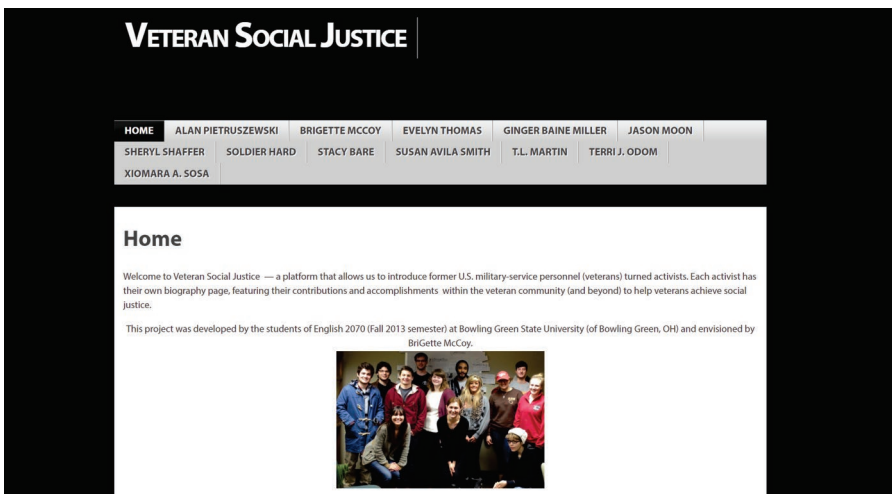 VETERAN SOCIAL JUSTICE
HOME ALAN PIETRUSZEWSKI BRIGETTE MCCOY EVELYN THOMAS GINGER BAINE MILLER JASON MOON
SHERYL SHAFFER SOLDIER HARD STACY BARE SUSAN AVILA SMITH T.L. MARTIN TERRI J. ODOM
XIOMARA A. SOSA
Home
Welcome to Veteran Social Justice — a platform that allows us to introduce former U.S. military-service personnel (veterans) turned activists. Each activist has
their own biography page, featuring their contributions and accomplishments within the veteran community (and beyond) to help veterans achieve social
justice.
This project was developed by the students of English 2070 (Fall 2013 semester) at Bowling Green State University (of Bowling Green, OH) and envisioned by
BriGette McCoy.